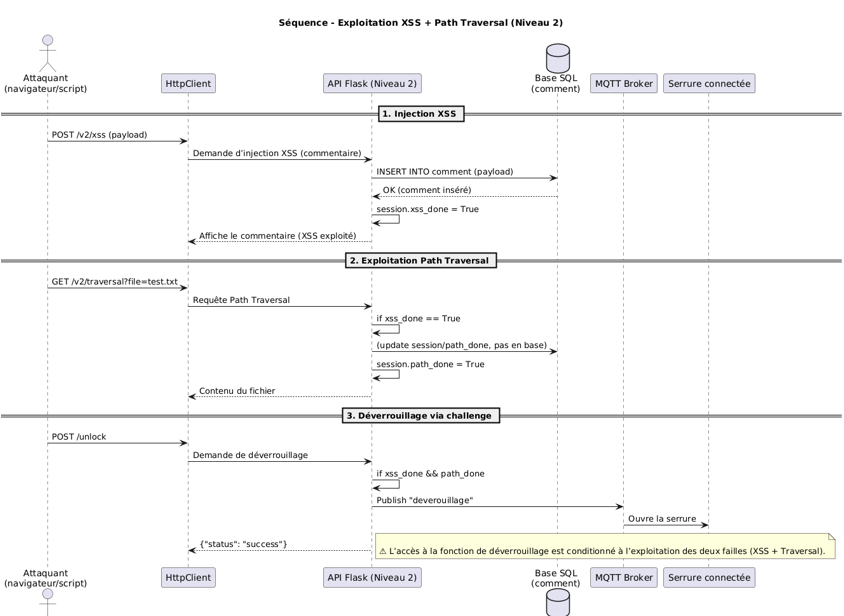 Séquence - Exploitation XSS + Path Traversal (Niveau 2)
Attaquant
(navigateur/script)
HttpClient
API Flask (Niveau 2)
Base SQL
(comment)
MQTT Broker
Serrure connectée
1. Injection XSS
POST /v2/xss (payload)
Demande d'injection XSS (commentaire)
INSERT INTO comment (payload)
OK (comment inséré)
session.xss_done = True
Affiche le commentaire (XSS exploité)
2. Exploitation Path Traversal
GET /v2/traversal?file=test.txt
Requête Path Traversal
if xss_done == True
(update session/path_done, pas en base)
session.path_done = True
Contenu du fichier
3. Déverrouillage via challenge
POST /unlock
Demande de déverrouillage
if xss_done && path_done
Publish "deverouillage"
Ouvre la serrure
{"status": "success"}
⚠ L'accès à la fonction de déverrouillage est conditionné à l'exploitation des deux failles (XSS + Traversal).
Attaquant
(navigateur/script)
HttpClient
API Flask (Niveau 2)
Base SQL
(comment)
MQTT Broker
Serrure connectée